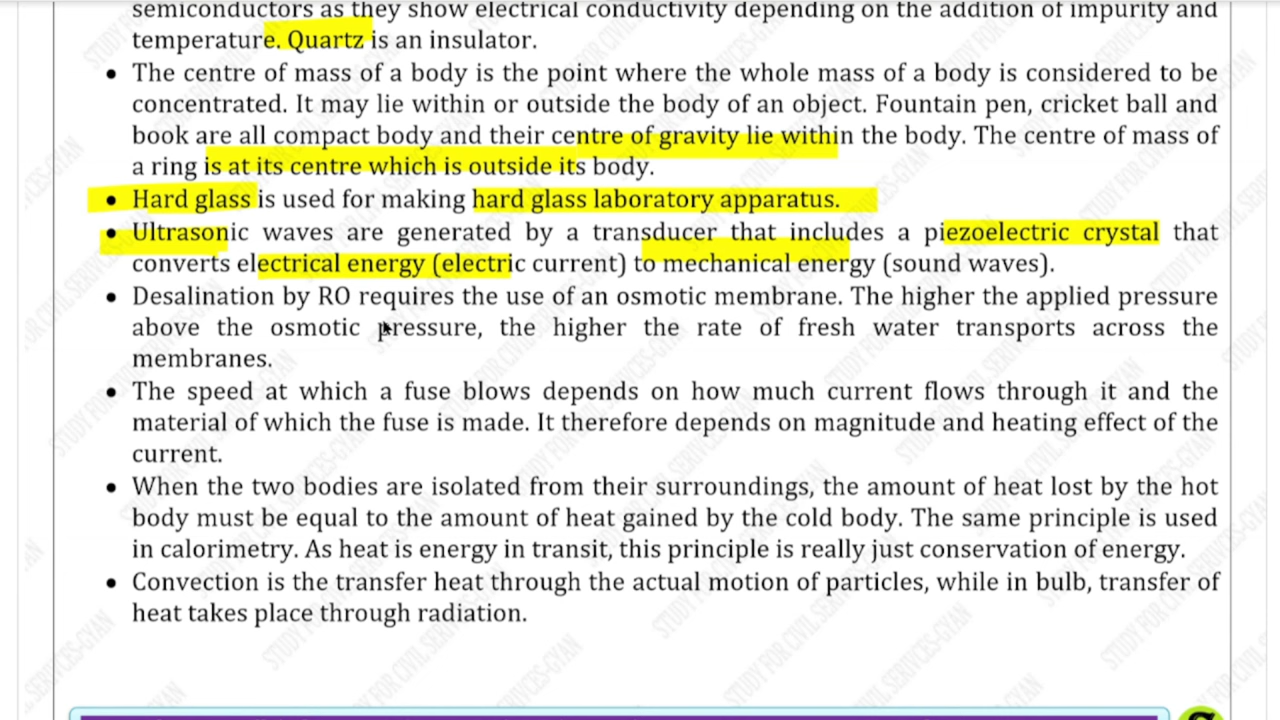 semiconductors as they show electrical conductivity depending on the addition of impurity and
temperature. Quartz is an insulator.
• The centre of mass of a body is the point where the whole mass of a body is considered to be
concentrated. It may lie within or outside the body of an object. Fountain pen, cricket ball and
book are all compact body and their centre of gravity lie within the body. The centre of mass of
a ring is at its centre which is outside its body.
• Hard glass is used for making hard glass laboratory apparatus.
• Ultrasonic waves are generated by a transducer that includes a piezoelectric crystal that
converts electrical energy (electric current) to mechanical energy (sound waves).
• Desalination by RO requires the use of an osmotic membrane. The higher the applied pressure
above the osmotic pressure, the higher the rate of fresh water transports across the
membranes.
• The speed at which a fuse blows depends on how much current flows through it and the
material of which the fuse is made. It therefore depends on magnitude and heating effect of the
current.
• When the two bodies are isolated from their surroundings, the amount of heat lost by the hot
body must be equal to the amount of heat gained by the cold body. The same principle is used
in calorimetry. As heat is energy in transit, this principle is really just conservation of energy.
• Convection is the transfer heat through the actual motion of particles, while in bulb, transfer of
heat takes place through radiation.
STUDY FOR CIVIL SERIVCES-GYAN